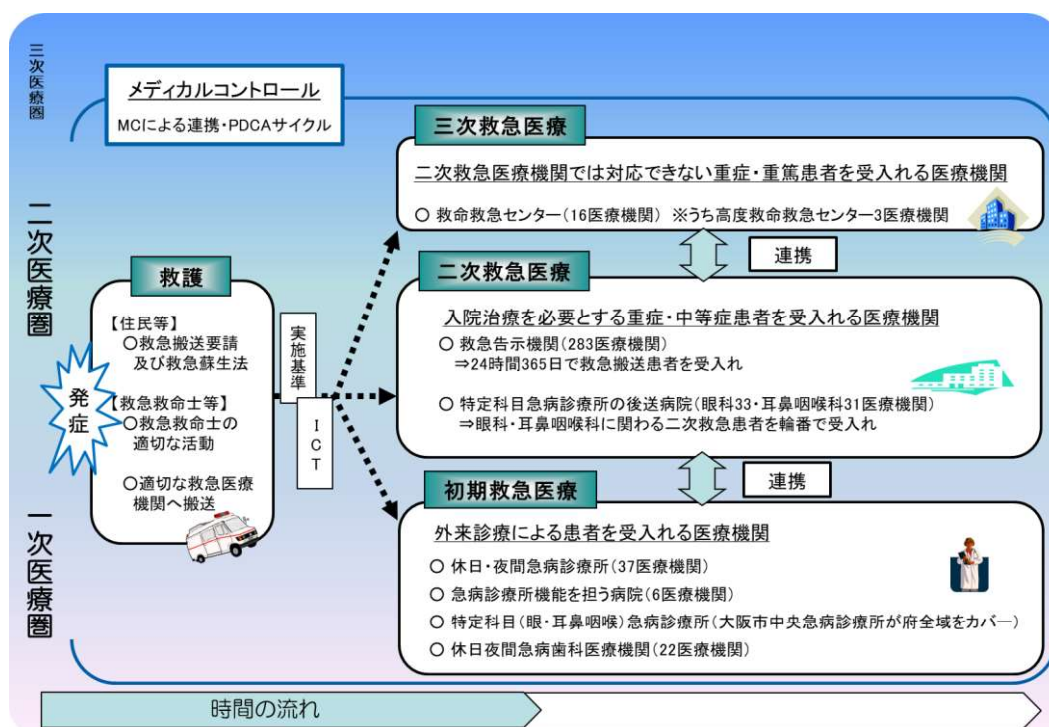 三次医療圏
メディカルコントロール
MCによる連携・PDCAサイクル
三次救急医療
二次救急医療機関では対応できない重症・重篤患者を受入れる医療機関
○ 救命救急センター(16医療機関) ※うち高度救命救急センター3医療機関
連携
二次医療圏
救護
【住民等】
○救急搬送要請
及び救急蘇生法
【救急救命士等】
○救急救命士の
適切な活動
○適切な救急医療
機関へ搬送
発症
実施基準
ICT
二次救急医療
入院治療を必要とする重症・中等症患者を受入れる医療機関
○ 救急告示機関(283医療機関)
⇒24時間365日で救急搬送患者を受入れ
○ 特定科目急病診療所の後送病院(眼科33・耳鼻咽喉科31医療機関)
⇒眼科・耳鼻咽喉科に関わる二次救急患者を輪番で受入れ
連携
一次医療圏
初期救急医療
外来診療による患者を受入れる医療機関
○ 休日・夜間急病診療所(37医療機関)
○ 急病診療所機能を担う病院(6医療機関)
○ 特定科目(眼・耳鼻咽喉)急病診療所(大阪市中央急病診療所が府全域をカバー)
○ 休日夜間急病歯科医療機関(22医療機関)
時間の流れ